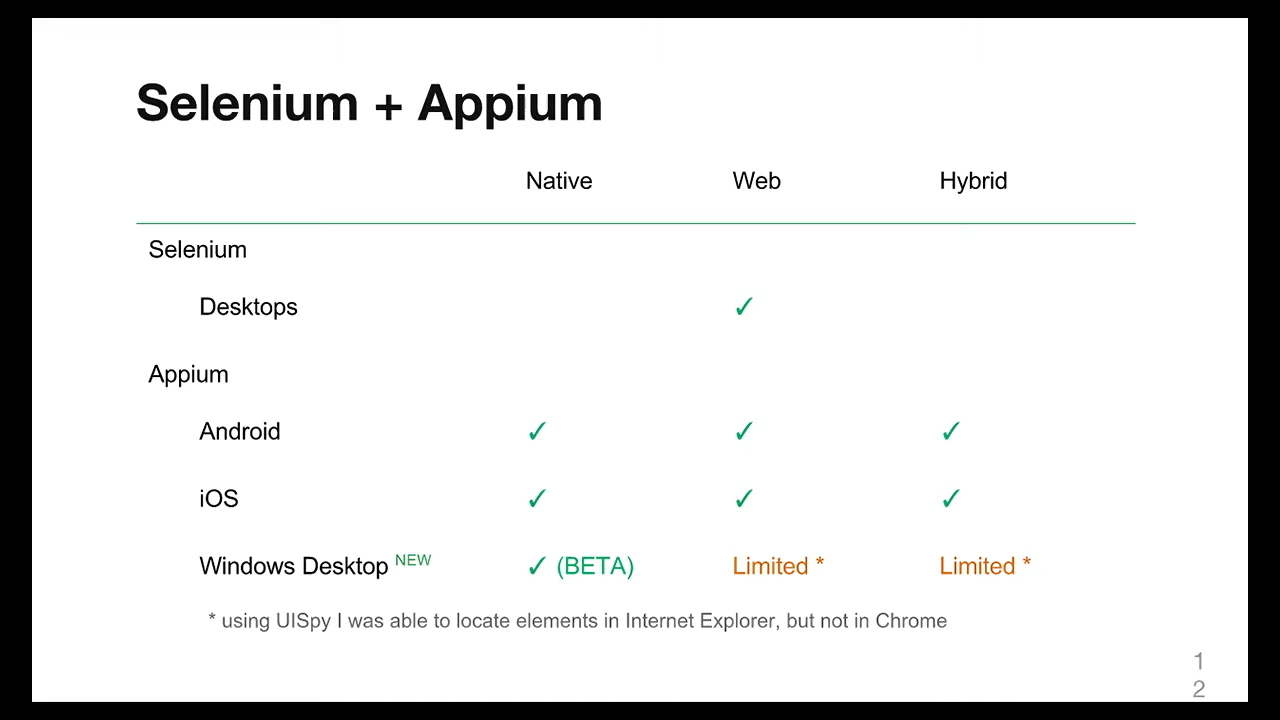 Selenium + Appium
Native Web Hybrid
Selenium
Desktops ✓
Appium
Android ✓ ✓ ✓
iOS ✓ ✓ ✓
Windows Desktop NEW ✓ (BETA) Limited * Limited *
* using UISpy I was able to locate elements in Internet Explorer, but not in Chrome
1
2